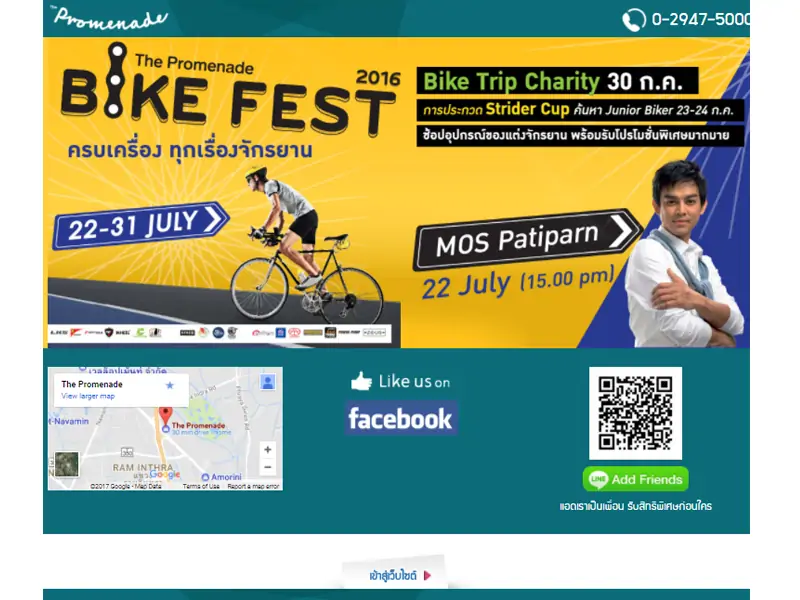 The Promenade
0-2947-5000
The Promenade
BIKE FEST 2016
ครบเครื่อง ทุกเรื่องจักรยาน
22-31 JULY
Bike Trip Charity 30 ก.ค.
การประกวด Strider Cup ค้นหา Junior Biker 23-24 ก.ค.
ช้อปอุปกรณ์ของแต่งจักรยาน พร้อมรับโปรโมชั่นพิเศษมากมาย
MOS Patiparn
22 July (15.00 pm)
The Promenade
View larger map
t-Navamin
The Promenade
RAM INTHRA
Google
Amorini
©2017 Google - Map Data
Terms of Use
Report a map error
Like us on
facebook
LINE Add Friends
แอดเราเป็นเพื่อน รับสิทธิพิเศษก่อนใคร
เข้าสู่เว็บไซต์